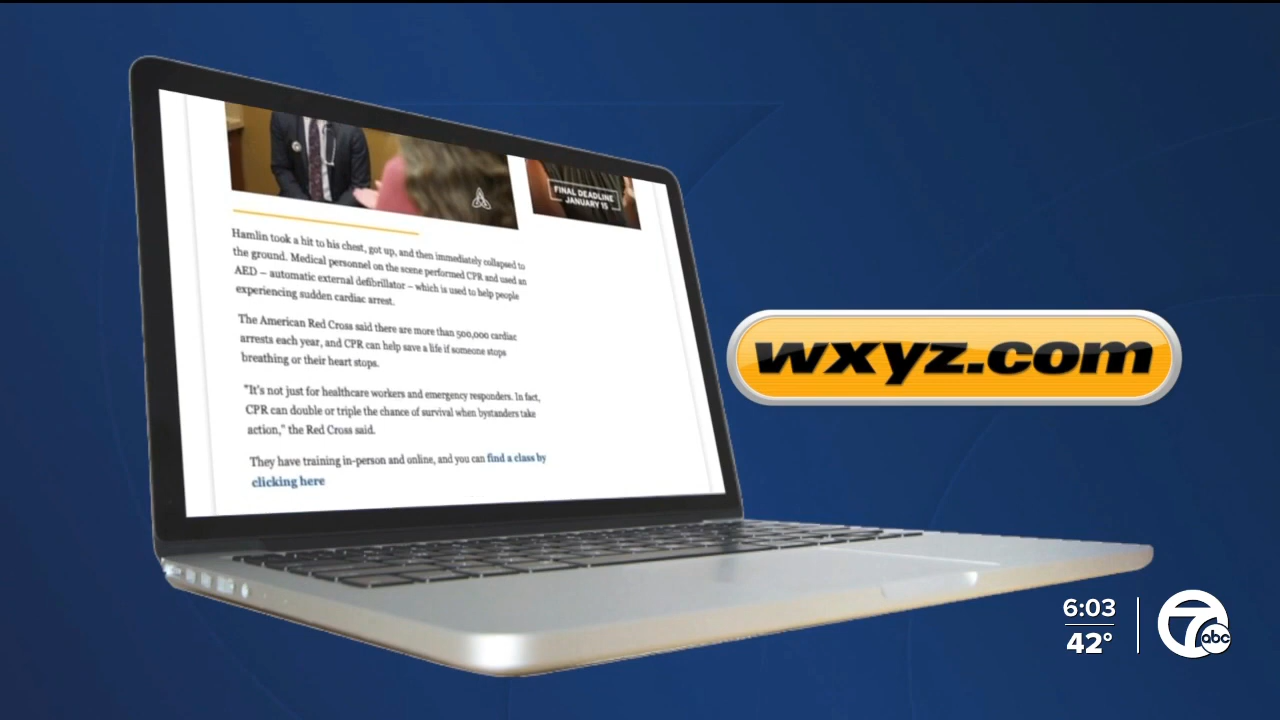 FINAL DEADLINE
JANUARY 15
Hamlin took a hit to his chest, got up, and then immediately collapsed to
the ground. Medical personnel on the scene performed CPR and used an
AED – automatic external defibrillator – which is used to help people
experiencing sudden cardiac arrest.
The American Red Cross said there are more than 500,000 cardiac
arrests each year, and CPR can help save a life if someone stops
breathing or their heart stops.
"It's not just for healthcare workers and emergency responders. In fact,
CPR can double or triple the chance of survival when bystanders take
action," the Red Cross said.
They have training in-person and online, and you can find a class by
clicking here
wxyz.com
6:03
42°
7 abc